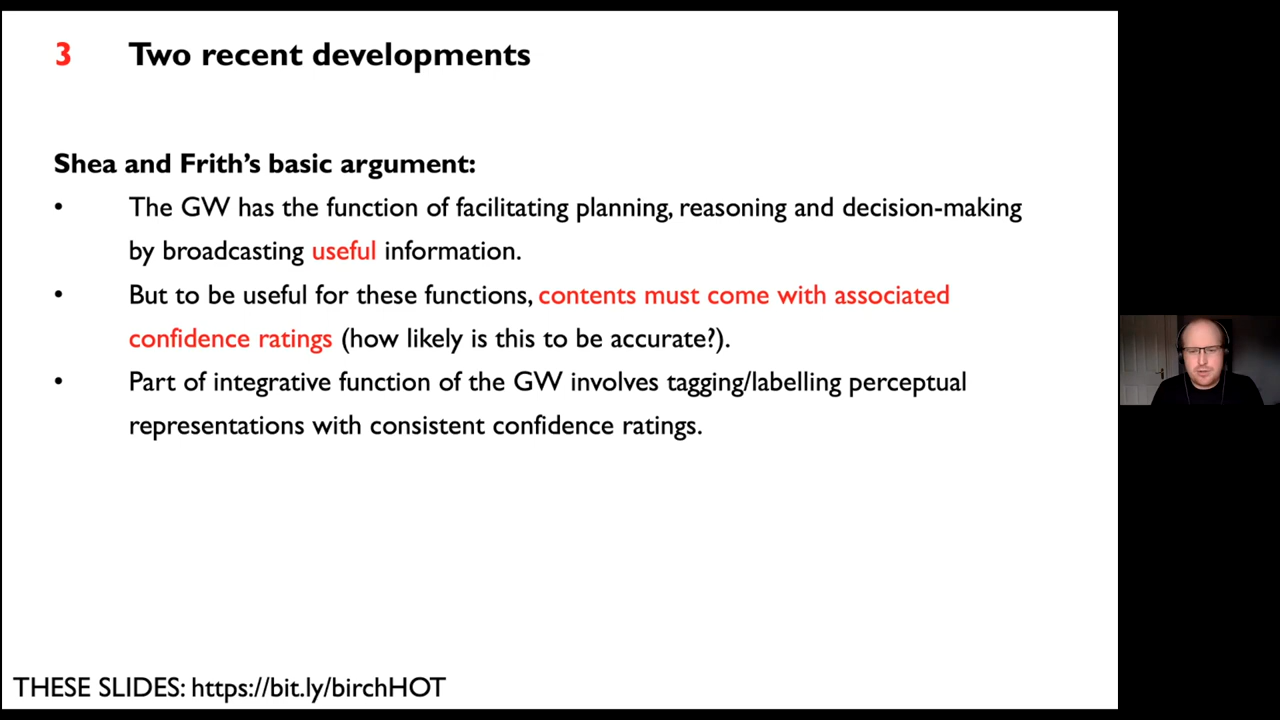 3 Two recent developments
Shea and Frith's basic argument:
• The GW has the function of facilitating planning, reasoning and decision-making
by broadcasting useful information.
• But to be useful for these functions, contents must come with associated
confidence ratings (how likely is this to be accurate?).
• Part of integrative function of the GW involves tagging/labelling perceptual
representations with consistent confidence ratings.
THESE SLIDES: https://bit.ly/birchHOT